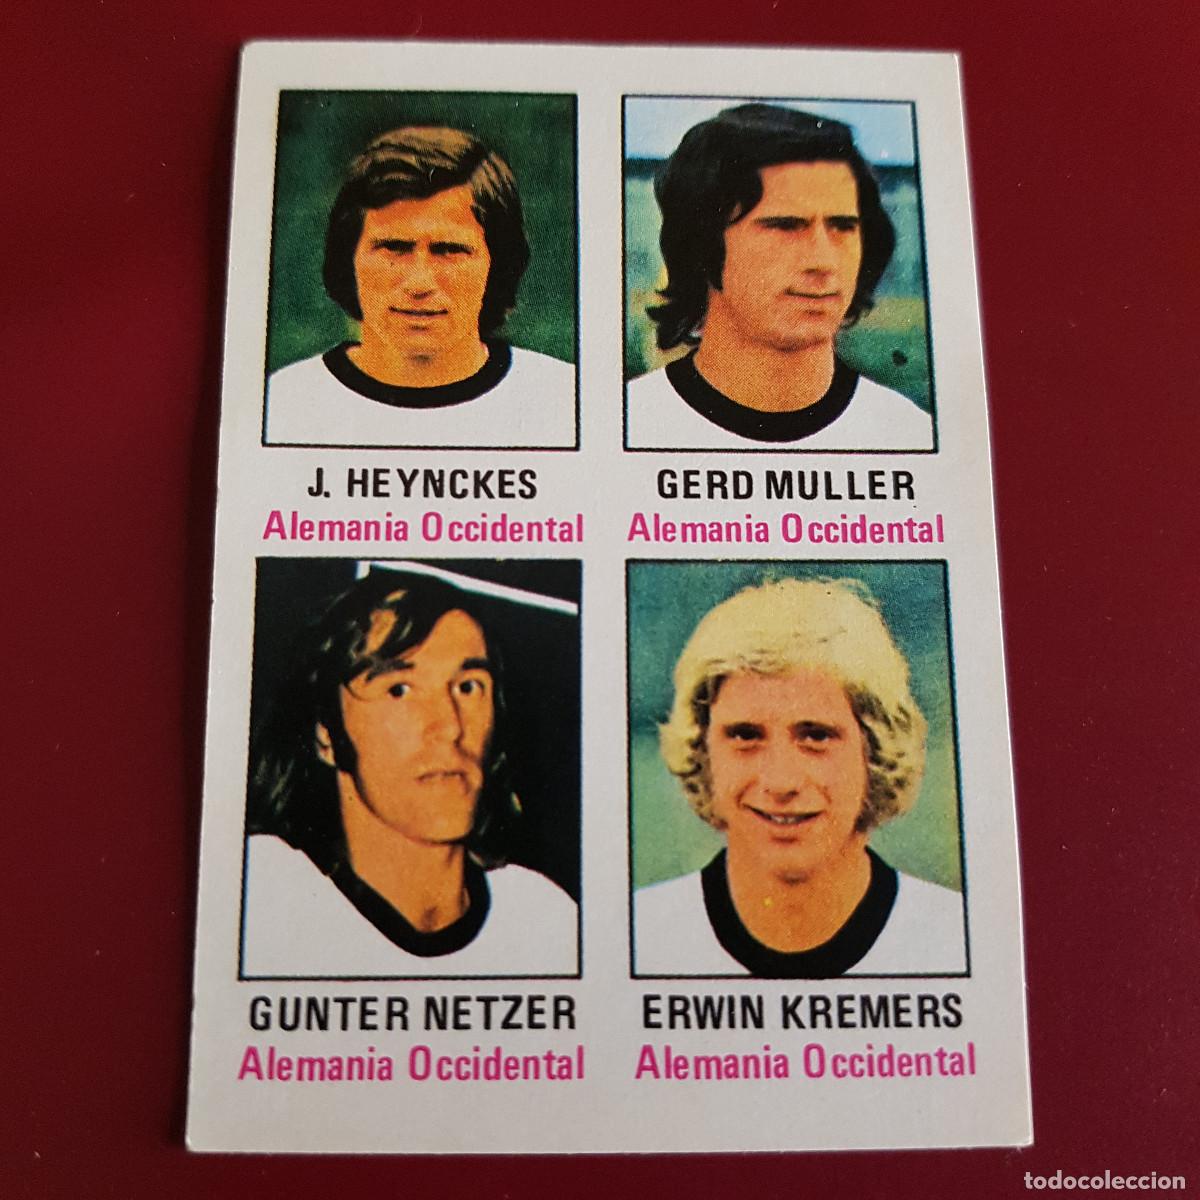 J. HEYNCKES
Alemania Occidental
GERD MULLER
Alemania Occidental
GUNTER NETZER
Alemania Occidental
ERWIN KREMERS
Alemania Occidental
todocoleccion